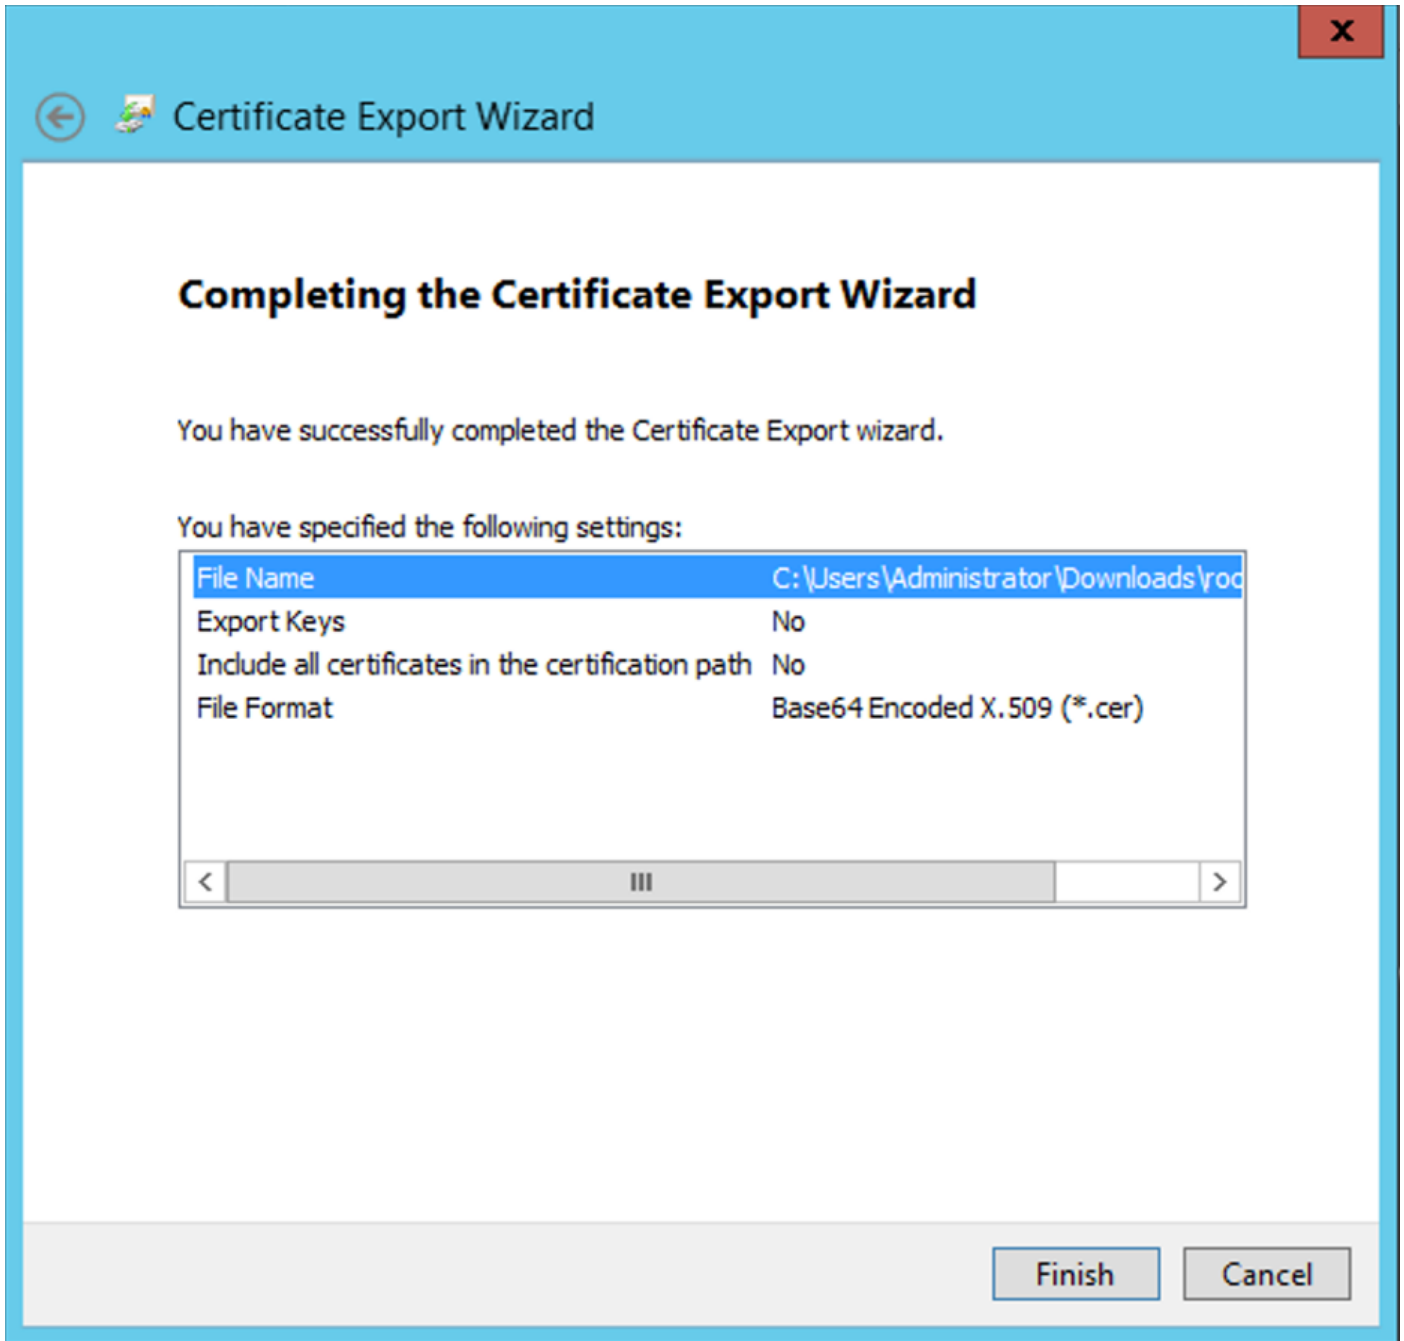 x
Certificate Export Wizard
Completing the Certificate Export Wizard
You have successfully completed the Certificate Export wizard.
You have specified the following settings:
File Name C:\Users\Administrator\Downloads\roo
Export Keys No
Include all certificates in the certification path No
File Format Base64 Encoded X.509 (*.cer)
Finish Cancel